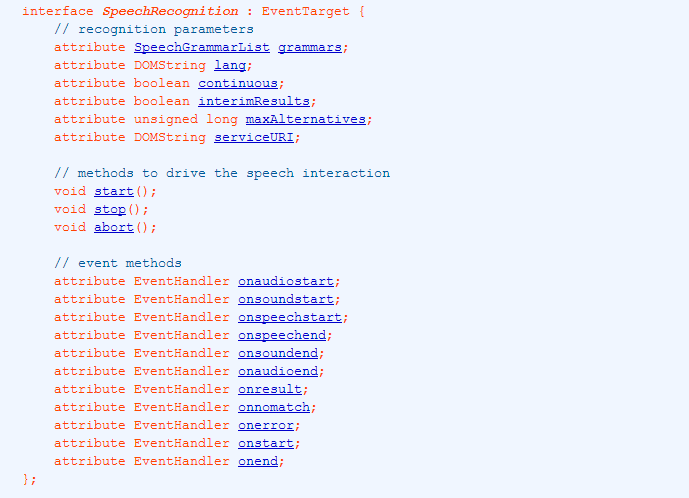 interface SpeechRecognition : EventTarget {
    // recognition parameters
    attribute SpeechGrammarList grammars;
    attribute DOMString lang;
    attribute boolean continuous;
    attribute boolean interimResults;
    attribute unsigned long maxAlternatives;
    attribute DOMString serviceURI;

    // methods to drive the speech interaction
    void start();
    void stop();
    void abort();

    // event methods
    attribute EventHandler onaudiostart;
    attribute EventHandler onsoundstart;
    attribute EventHandler onspeechstart;
    attribute EventHandler onspeechend;
    attribute EventHandler onsoundend;
    attribute EventHandler onaudioend;
    attribute EventHandler onresult;
    attribute EventHandler onnomatch;
    attribute EventHandler onerror;
    attribute EventHandler onstart;
    attribute EventHandler onend;
};